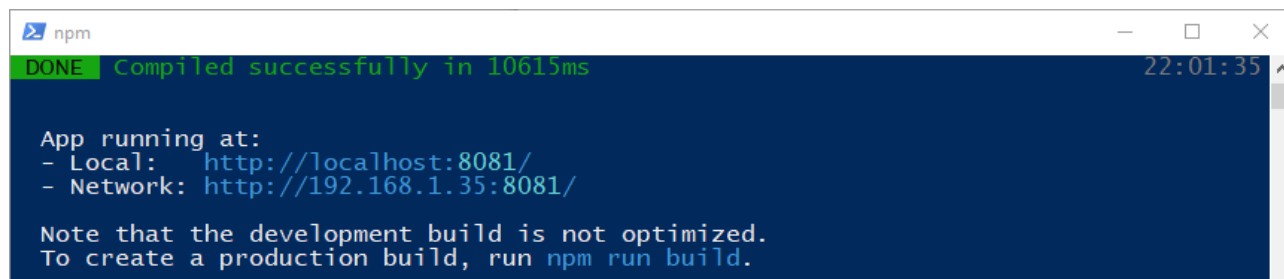 npm
DONE Compiled successfully in 10615ms 22:01:35
App running at:
- Local: http://localhost:8081/
- Network: http://192.168.1.35:8081/
Note that the development build is not optimized.
To create a production build, run npm run build.